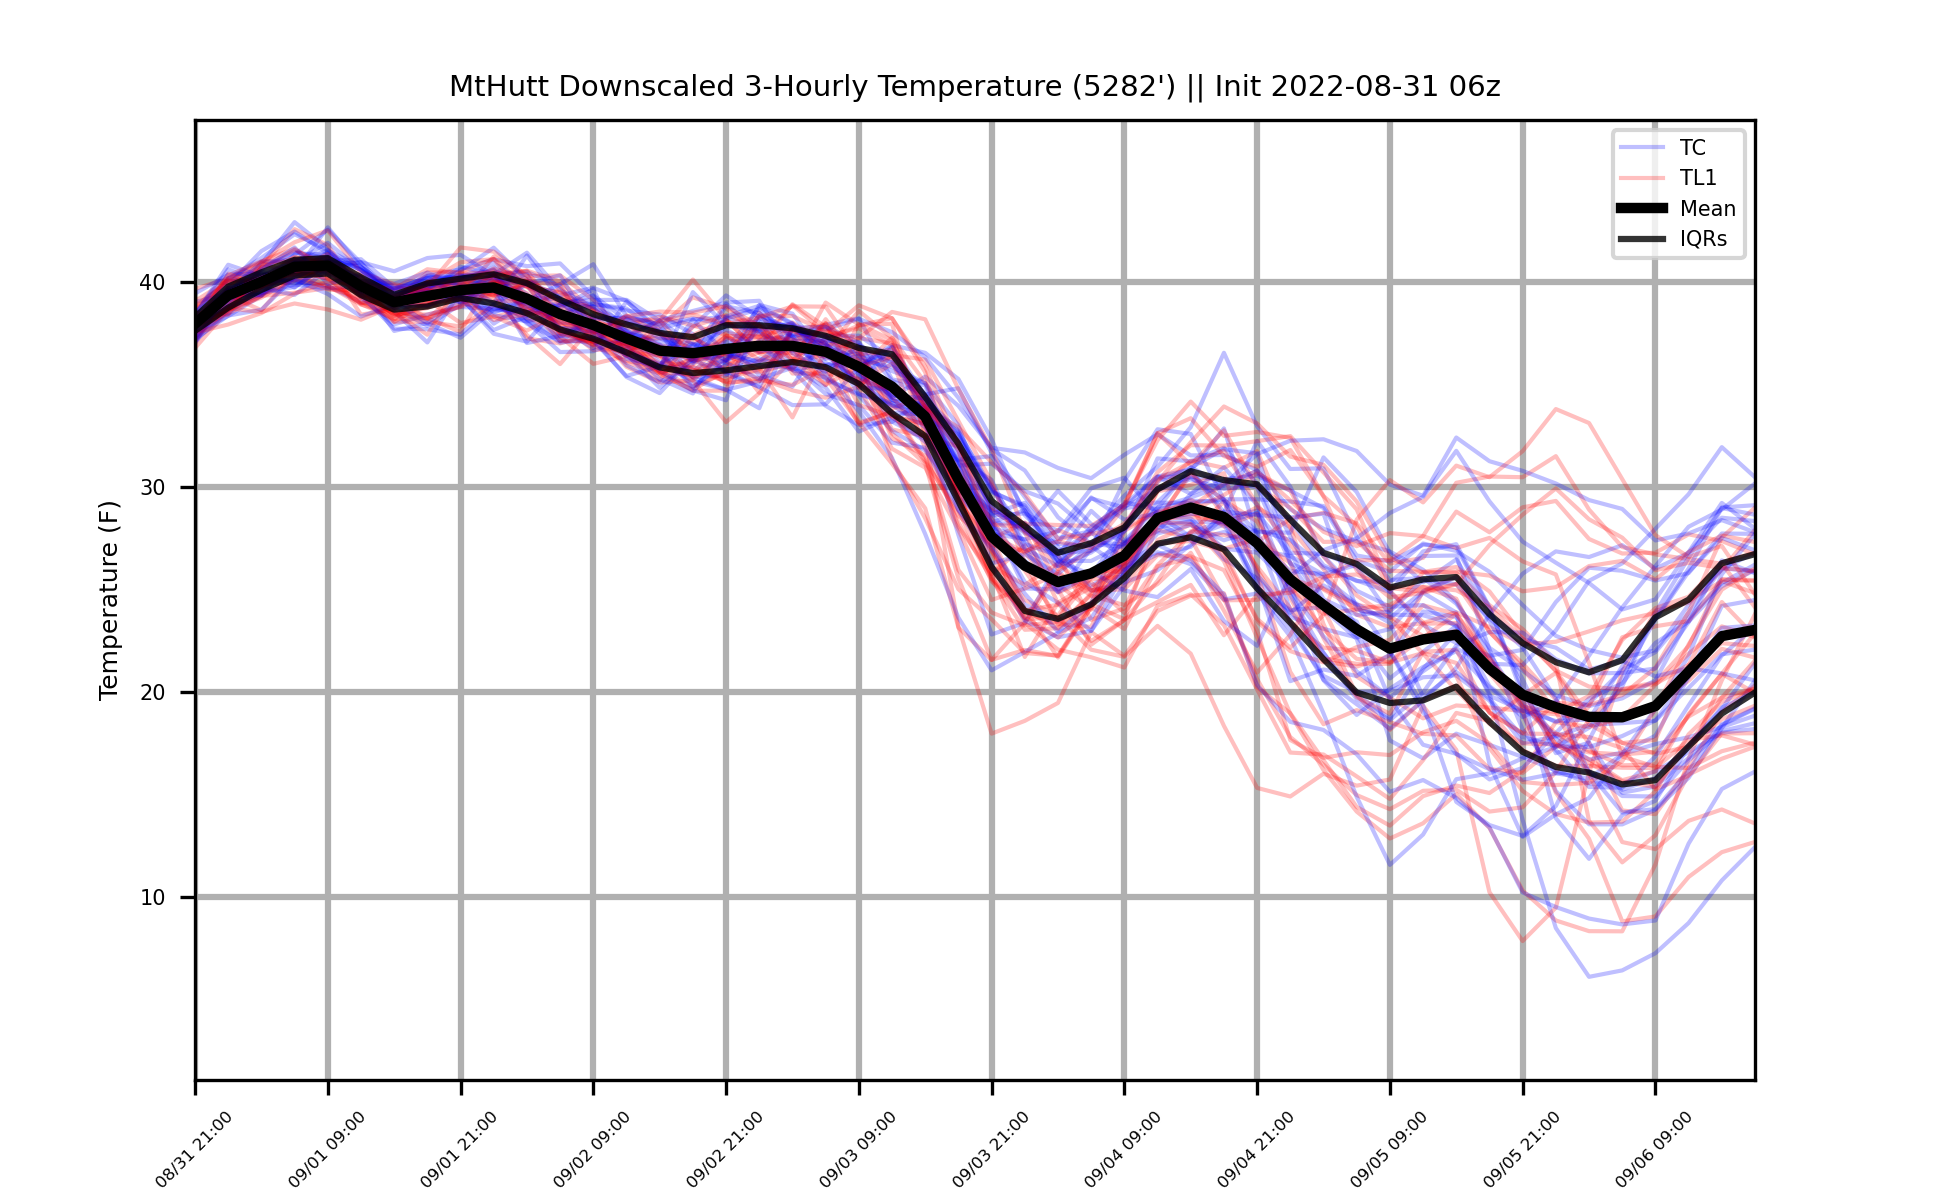 MtHutt Downscaled 3-Hourly Temperature (5282') || Init 2022-08-31 06z
TC
TL1
Mean
IQRs
Temperature (F)
40
30
20
10
08/31 21:00
09/01 09:00
09/01 21:00
09/02 09:00
09/02 21:00
09/03 09:00
09/03 21:00
09/04 09:00
09/04 21:00
09/05 09:00
09/05 21:00
09/06 09:00